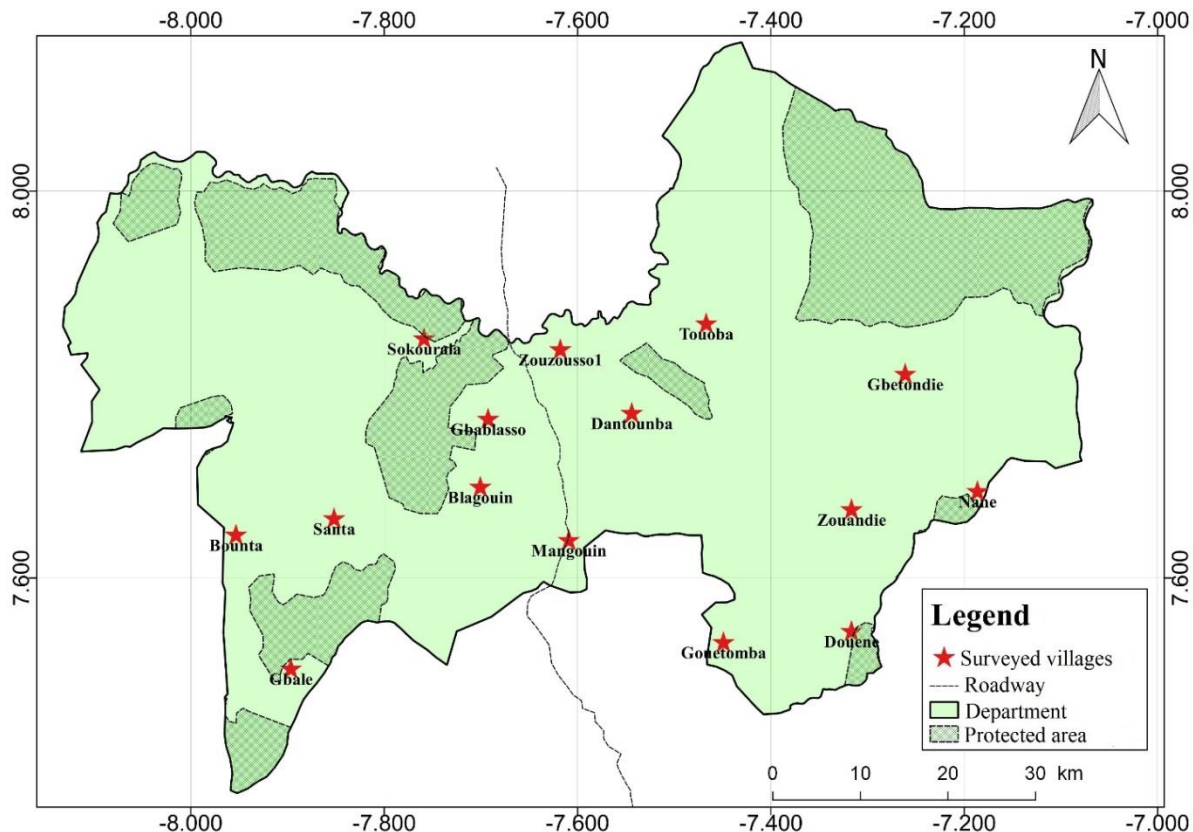 -8.000 -7.800 -7.600 -7.400 -7.200 -7.000
N
8.000 8.000
Touoba
Sokourala
Zouzousso1
Gbetondie
Gbablasso
Dantounba
Blagouin
Nane
Zouandie
Santa
Bounta
Mangouin
7.600 7.600
Legend
Surveyed villages
Roadway
Department
Protected area
Douene
Gouetomba
Gbale
0 10 20 30 km
-8.000 -7.800 -7.600 -7.400 -7.200 -7.000